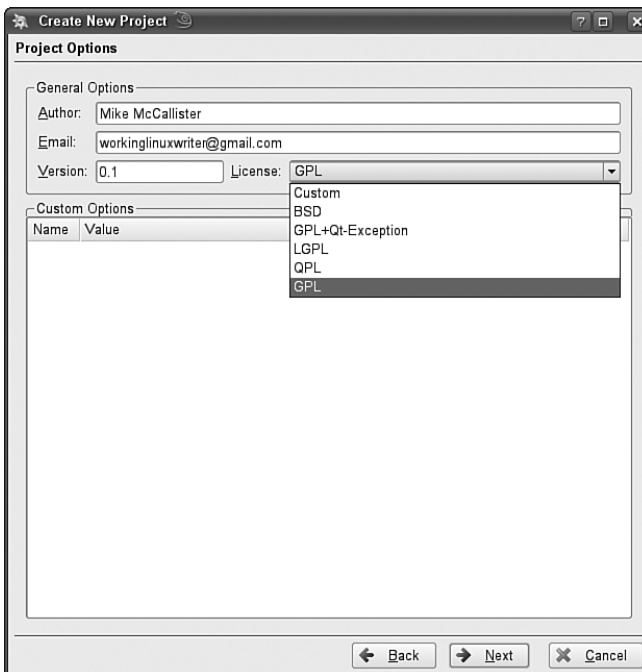 Create New Project
Project Options
General Options
Author: Mike McCallister
Email: workinglinuxwriter@gmail.com
Version: 0.1 License: GPL
Custom
BSD
GPL+Qt-Exception
LGPL
QPL
GPL
Custom Options
Name Value
Back Next Cancel